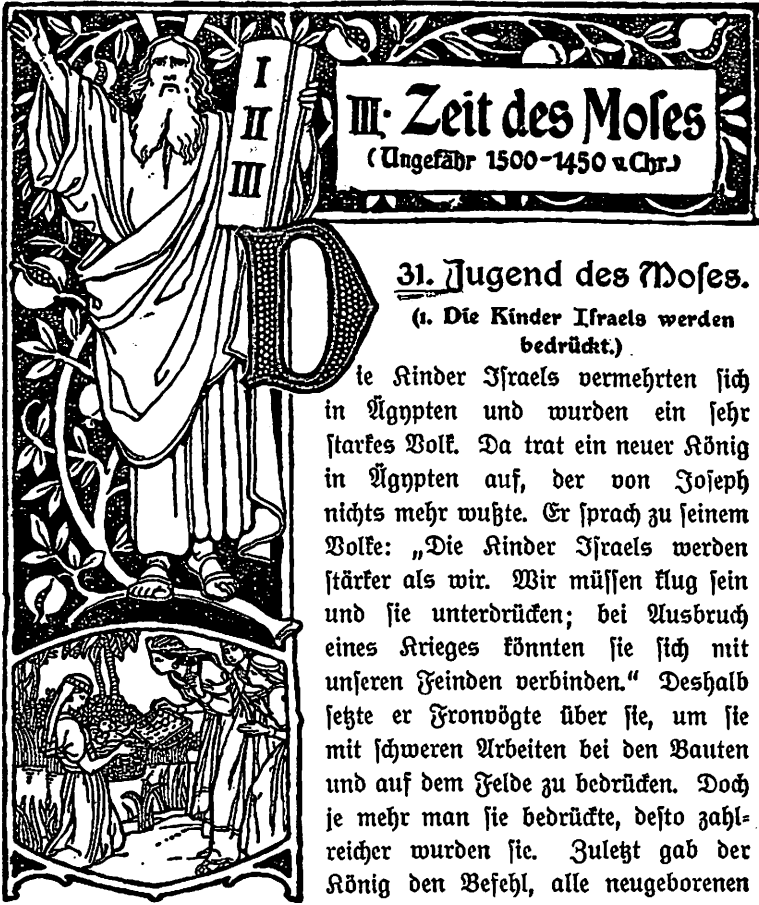 I
II
III
III. Zeit des Moſes
(Ungefähr 1500-1450 v. Chr.)
31. Jugend des Moſes.
(1. Die Kinder Iſraels werden
bedrückt.)
Die Kinder Iſraels vermehrten ſich
in Ägypten und wurden ein ſehr
ſtarkes Volk. Da trat ein neuer König
in Ägypten auf, der von Joſeph
nichts mehr wußte. Er ſprach zu ſeinem
Volke: „Die Kinder Iſraels werden
ſtärker als wir. Wir müſſen klug ſein
und ſie unterdrücken; bei Ausbruch
eines Krieges könnten ſie ſich mit
unſeren Feinden verbinden.“ Deshalb
ſetzte er Fronvögte über ſie, um ſie
mit ſchweren Arbeiten bei den Bauten
und auf dem Felde zu bedrücken. Doch
je mehr man ſie bedrückte, deſto zahl=
reicher wurden ſie. Zuletzt gab der
König den Befehl, alle neugeborenen